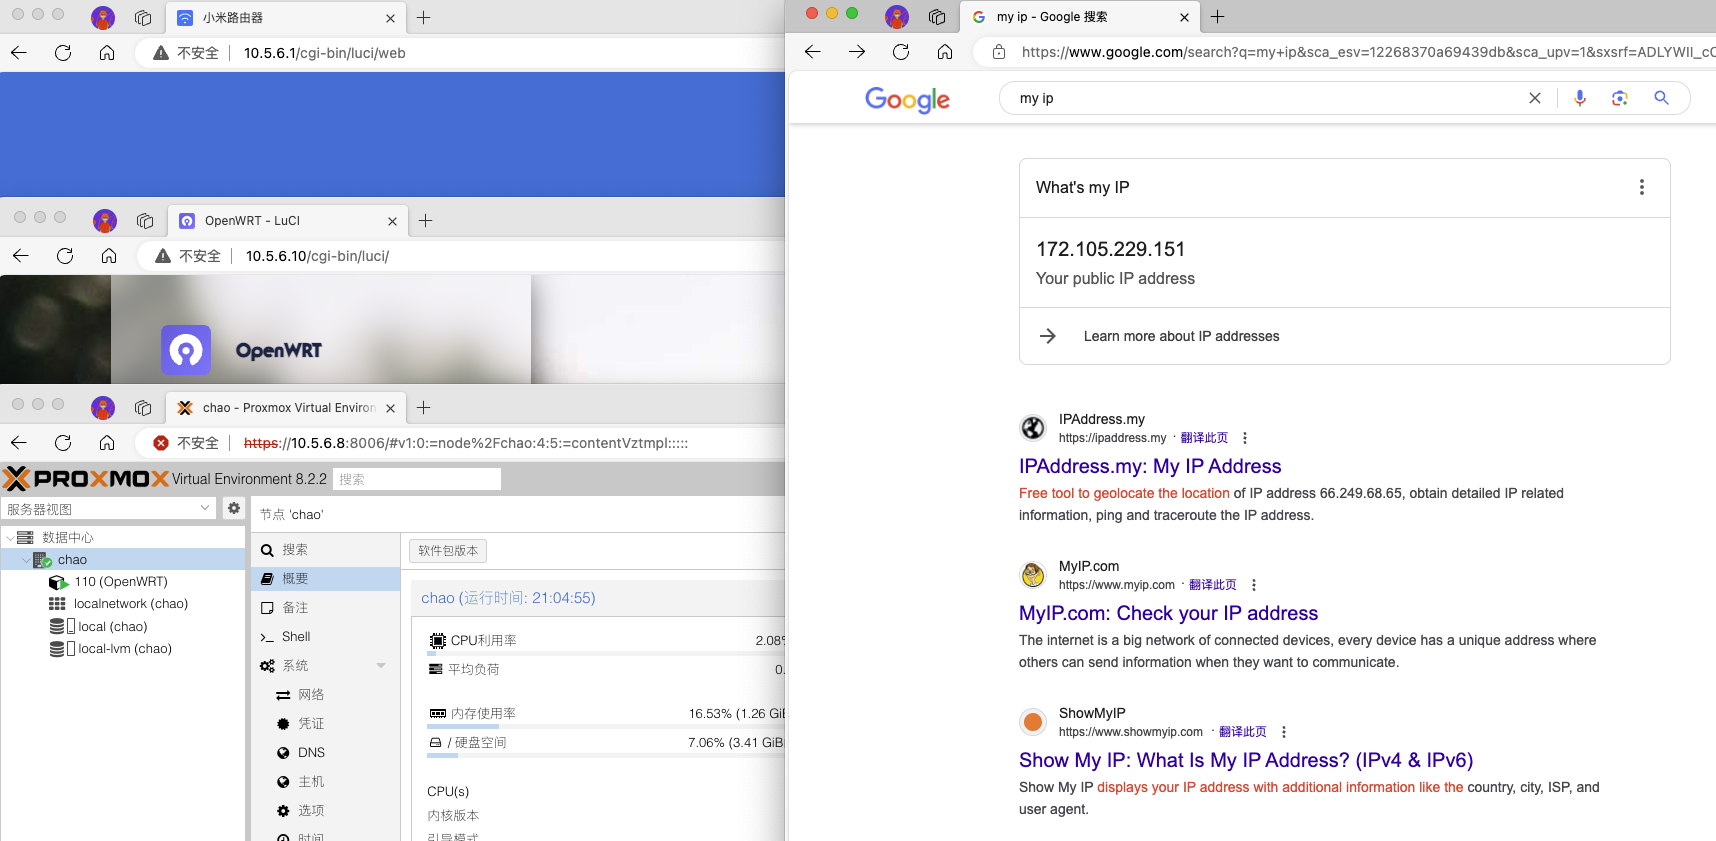 小米路由器
不安全 10.5.6.1/cgi-bin/luci/web
OpenWRT - LuCI
不安全 10.5.6.10/cgi-bin/luci/
OpenWRT
chao - Proxmox Virtual Environ
不安全 https://10.5.6.8:8006/#v1:0:=node%2Fchao:4:5:=contentVztmpl:::::
PROXMOX Virtual Environment 8.2.2 搜索
服务器视图
数据中心
chao
110 (OpenWRT)
localnetwork (chao)
local (chao)
local-lvm (chao)
节点 'chao'
搜索
概要
备注
Shell
系统
网络
凭证
DNS
主机
选项
时间
软件包版本
chao (运行时间: 21:04:55)
CPU利用率 2.08%
平均负荷 0.
内存使用率 16.53% (1.26 GiB
/ 硬盘空间 7.06% (3.41 GiB
CPU(s)
内核版本
引导模式
my ip - Google 搜索
https://www.google.com/search?q=my+ip&sca_esv=12268370a69439db&sca_upv=1&sxsrf=ADLYWII_c
Google
my ip
What's my IP
172.105.229.151
Your public IP address
Learn more about IP addresses
IPAddress.my
https://ipaddress.my · 翻译此页
IPAddress.my: My IP Address
Free tool to geolocate the location of IP address 66.249.68.65, obtain detailed IP related
information, ping and traceroute the IP address.
MyIP.com
https://www.myip.com · 翻译此页
MyIP.com: Check your IP address
The internet is a big network of connected devices, every device has a unique address where
others can send information when they want to communicate.
ShowMyIP
https://www.showmyip.com · 翻译此页
Show My IP: What Is My IP Address? (IPv4 & IPv6)
Show My IP displays your IP address with additional information like the country, city, ISP, and
user agent.